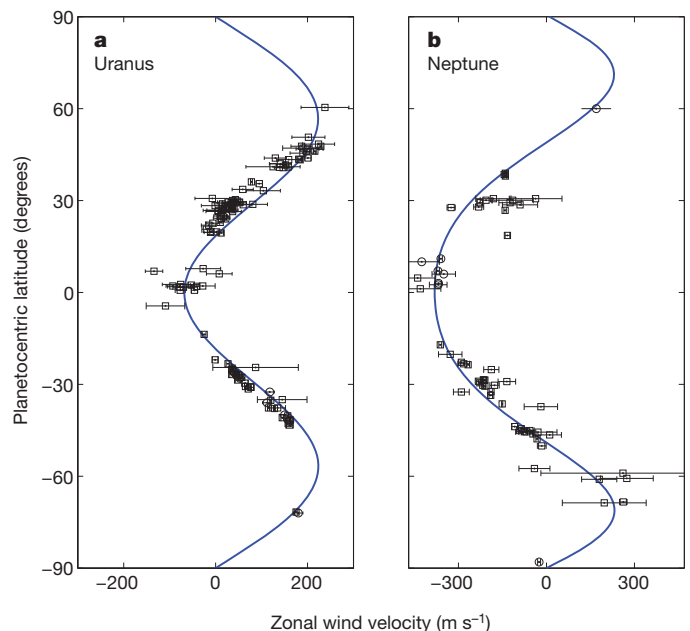 a
Uranus
b
Neptune
90
60
30
0
−30
−60
−90
Planetocentric latitude (degrees)
−200
0
200
−300
0
300
Zonal wind velocity (m s⁻¹)